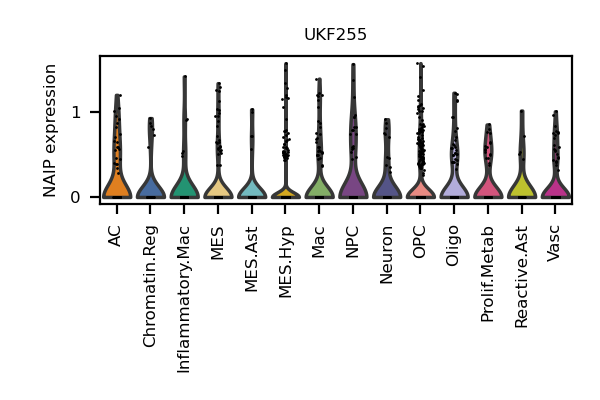 UKF255
NAIP expression
1
0
AC
Chromatin.Reg
Inflammatory.Mac
MES
MES.Ast
MES.Hyp
Mac
NPC
Neuron
OPC
Oligo
Prolif.Metab
Reactive.Ast
Vasc